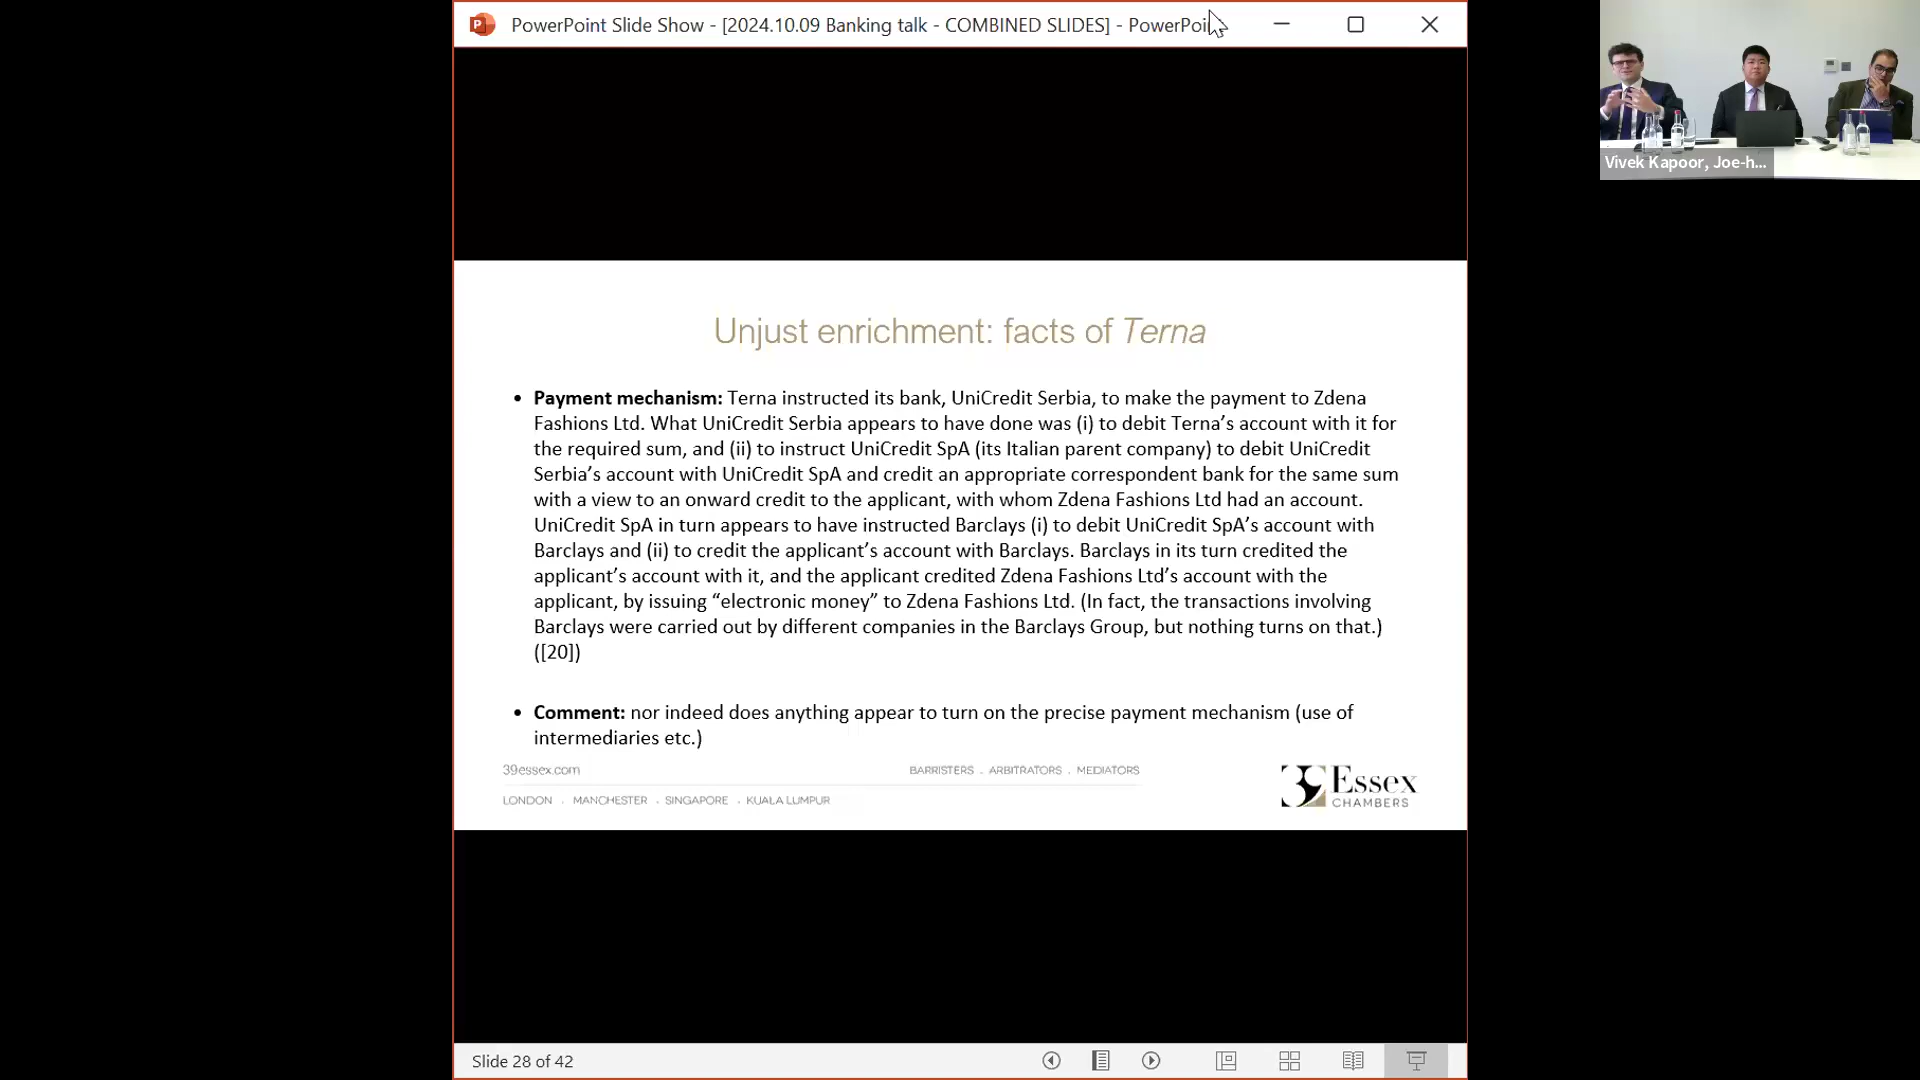 PowerPoint Slide Show - [2024.10.09 Banking talk - COMBINED SLIDES] - PowerPoi
Vivek Kapoor, Joe-h...
Unjust enrichment: facts of Terna
• Payment mechanism: Terna instructed its bank, UniCredit Serbia, to make the payment to Zdena
Fashions Ltd. What UniCredit Serbia appears to have done was (i) to debit Terna’s account with it for
the required sum, and (ii) to instruct UniCredit SpA (its Italian parent company) to debit UniCredit
Serbia’s account with UniCredit SpA and credit an appropriate correspondent bank for the same sum
with a view to an onward credit to the applicant, with whom Zdena Fashions Ltd had an account.
UniCredit SpA in turn appears to have instructed Barclays (i) to debit UniCredit SpA’s account with
Barclays and (ii) to credit the applicant’s account with Barclays. Barclays in its turn credited the
applicant’s account with it, and the applicant credited Zdena Fashions Ltd’s account with the
applicant, by issuing “electronic money” to Zdena Fashions Ltd. (In fact, the transactions involving
Barclays were carried out by different companies in the Barclays Group, but nothing turns on that.)
([20])
• Comment: nor indeed does anything appear to turn on the precise payment mechanism (use of
intermediaries etc.)
39essex.com
BARRISTERS . ARBITRATORS . MEDIATORS
LONDON . MANCHESTER . SINGAPORE . KUALA LUMPUR
39 Essex
CHAMBERS
Slide 28 of 42